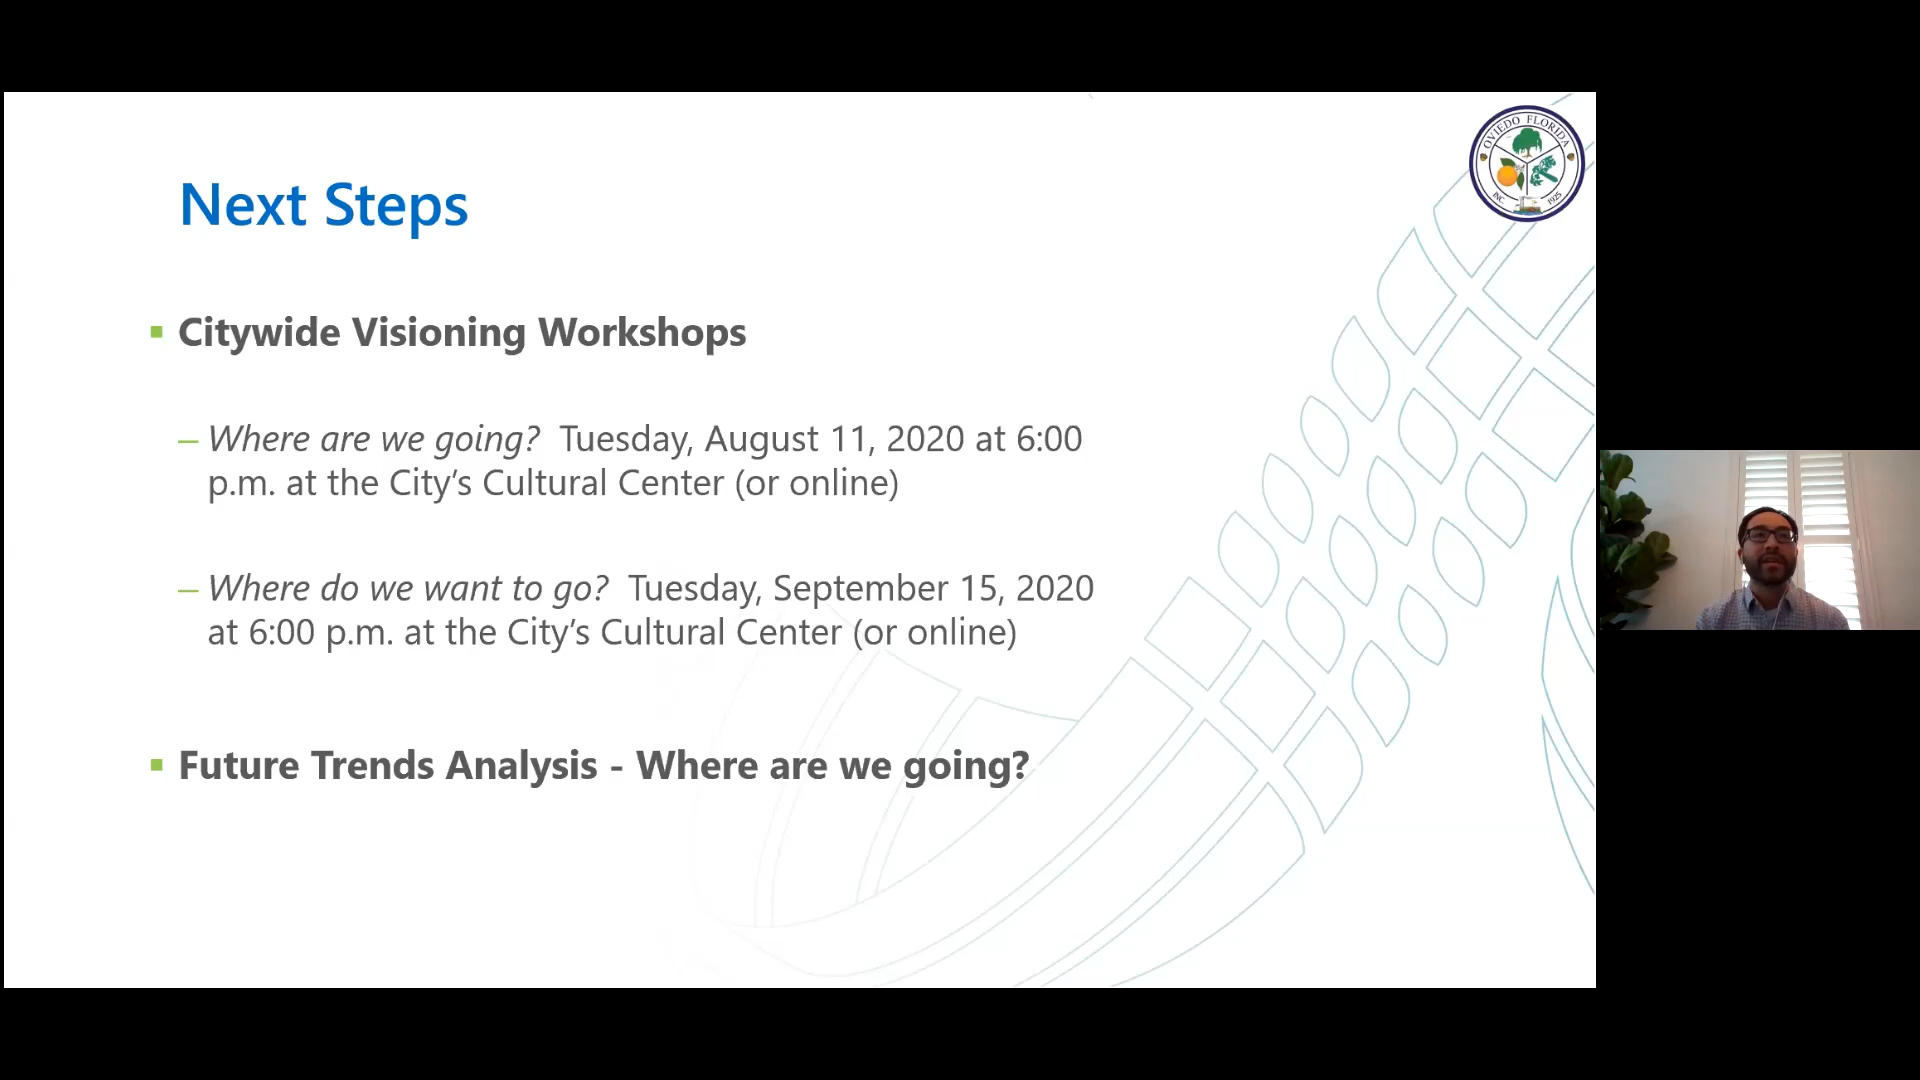 OVIEDO FLORIDA
INC. 1925
Next Steps
▪ Citywide Visioning Workshops
– Where are we going?  Tuesday, August 11, 2020 at 6:00
p.m. at the City’s Cultural Center (or online)
– Where do we want to go?  Tuesday, September 15, 2020
at 6:00 p.m. at the City’s Cultural Center (or online)
▪ Future Trends Analysis - Where are we going?